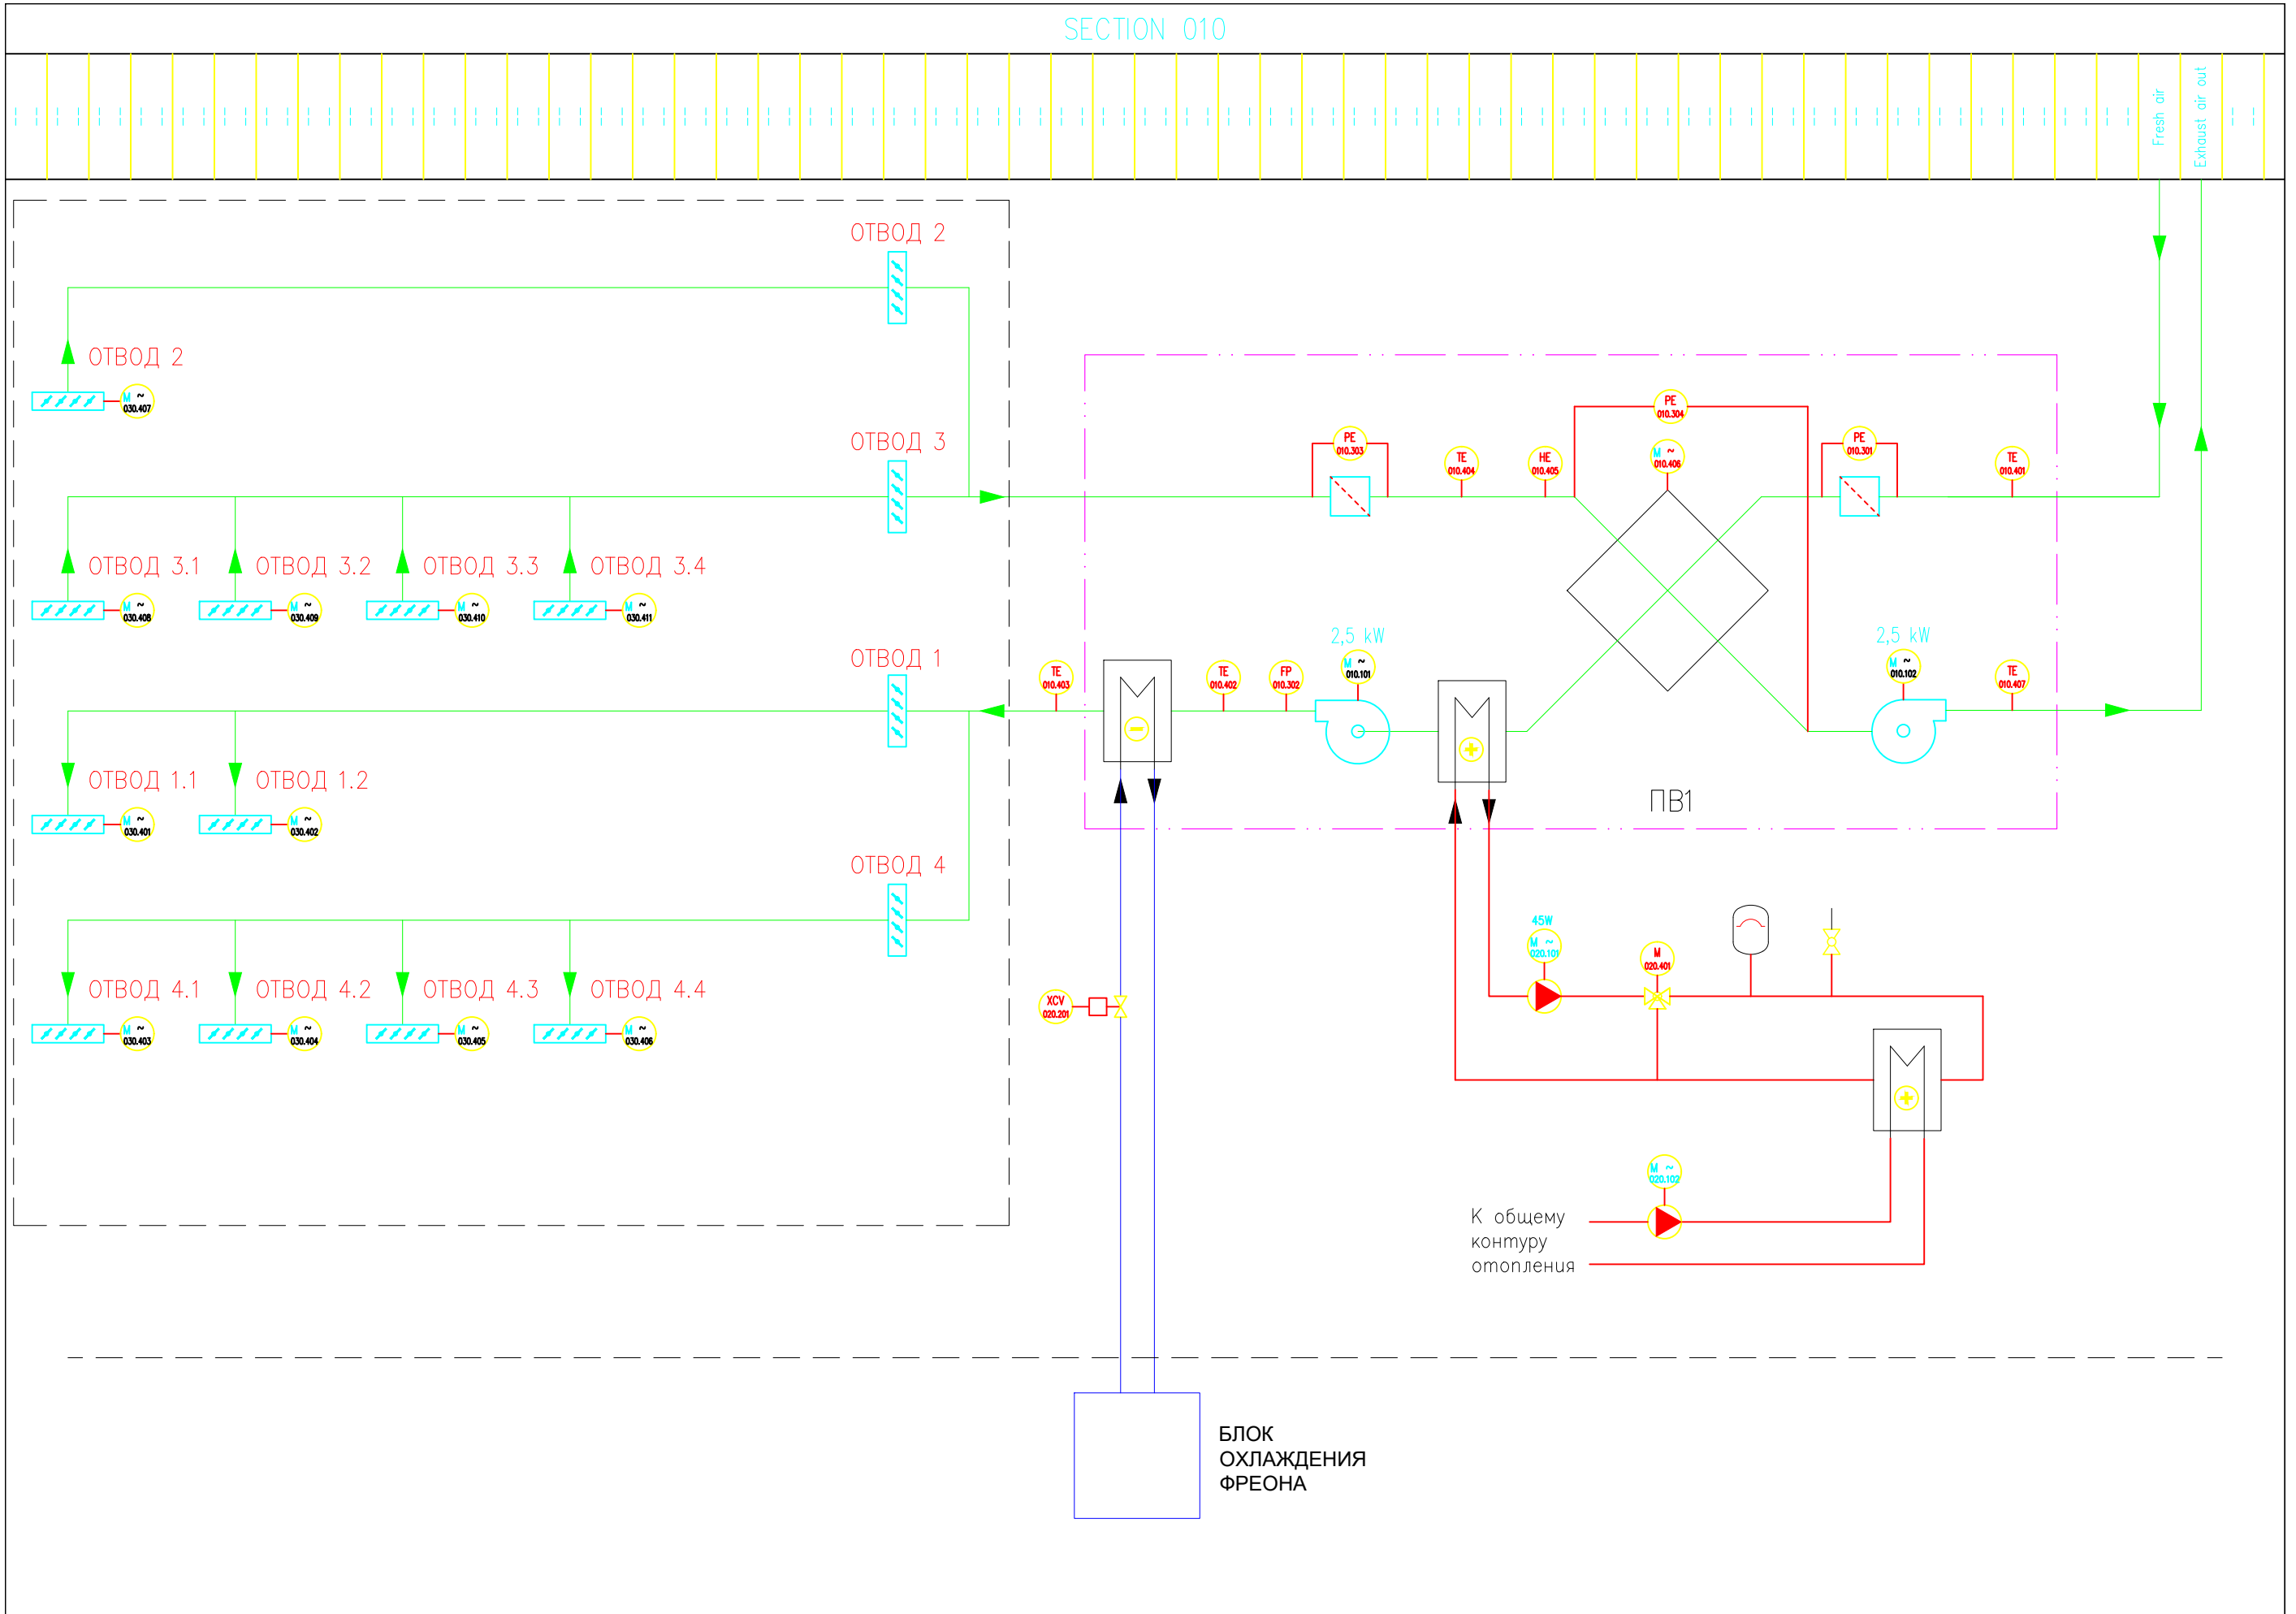 SECTION 010
Fresh air
Exhaust air out
ОТВОД 2
ОТВОД 2
M ~
030.407
ОТВОД 3
PE
010.303
TE
010.404
HE
010.405
PE
010.304
M ~
010.406
PE
010.301
TE
010.401
ОТВОД 3.1
ОТВОД 3.2
ОТВОД 3.3
ОТВОД 3.4
M ~
030.408
M ~
030.409
M ~
030.410
M ~
030.411
ОТВОД 1
TE
010.403
TE
010.402
FP
010.302
2,5 kW
M ~
010.101
2,5 kW
M ~
010.102
TE
010.407
ПВ1
ОТВОД 1.1
ОТВОД 1.2
M ~
030.401
M ~
030.402
ОТВОД 4
ОТВОД 4.1
ОТВОД 4.2
ОТВОД 4.3
ОТВОД 4.4
M ~
030.403
M ~
030.404
M ~
030.405
M ~
030.406
XCV
020.201
45W
M ~
020.101
M
020.401
M ~
020.102
К общему
контуру
отопления
БЛОК
ОХЛАЖДЕНИЯ
ФРЕОНА